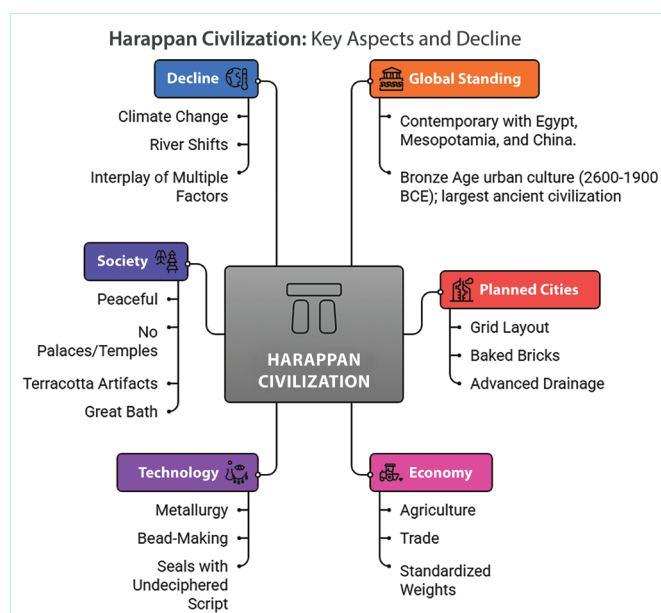 Harappan Civilization: Key Aspects and Decline
Decline
Climate Change
River Shifts
Interplay of Multiple
Factors
Global Standing
Contemporary with Egypt,
Mesopotamia, and China.
Bronze Age urban culture (2600-1900
BCE); largest ancient civilization
Society
Peaceful
No
Palaces/Temples
Terracotta Artifacts
Great Bath
HARAPPAN
CIVILIZATION
Planned Cities
Grid Layout
Baked Bricks
Advanced Drainage
Technology
Metallurgy
Bead-Making
Seals with
Undeciphered
Script
Economy
Agriculture
Trade
Standardized
Weights